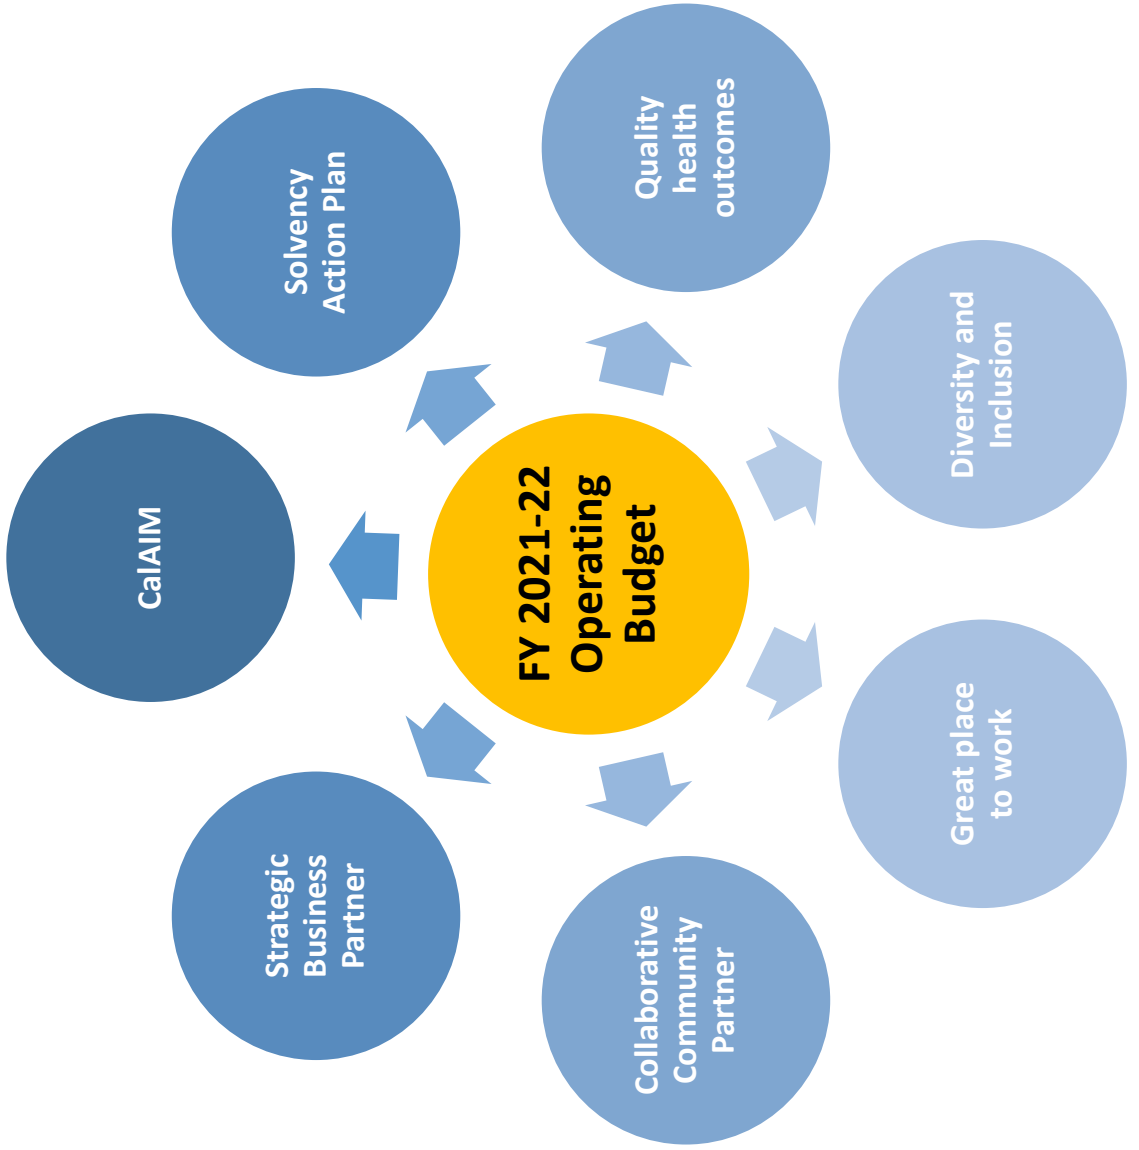 FY 2021-22
Operating
Budget
CalAIM
Solvency
Action Plan
Quality
health
outcomes
Diversity and
Inclusion
Great place
to work
Collaborative
Community
Partner
Strategic
Business
Partner